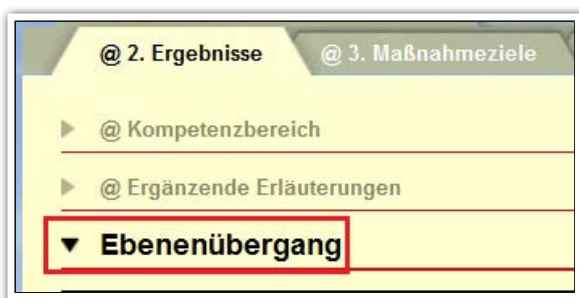 @ 2. Ergebnisse @ 3. Maßnahmeziele
@ Kompetenzbereich
@ Ergänzende Erläuterungen
Ebenenübergang